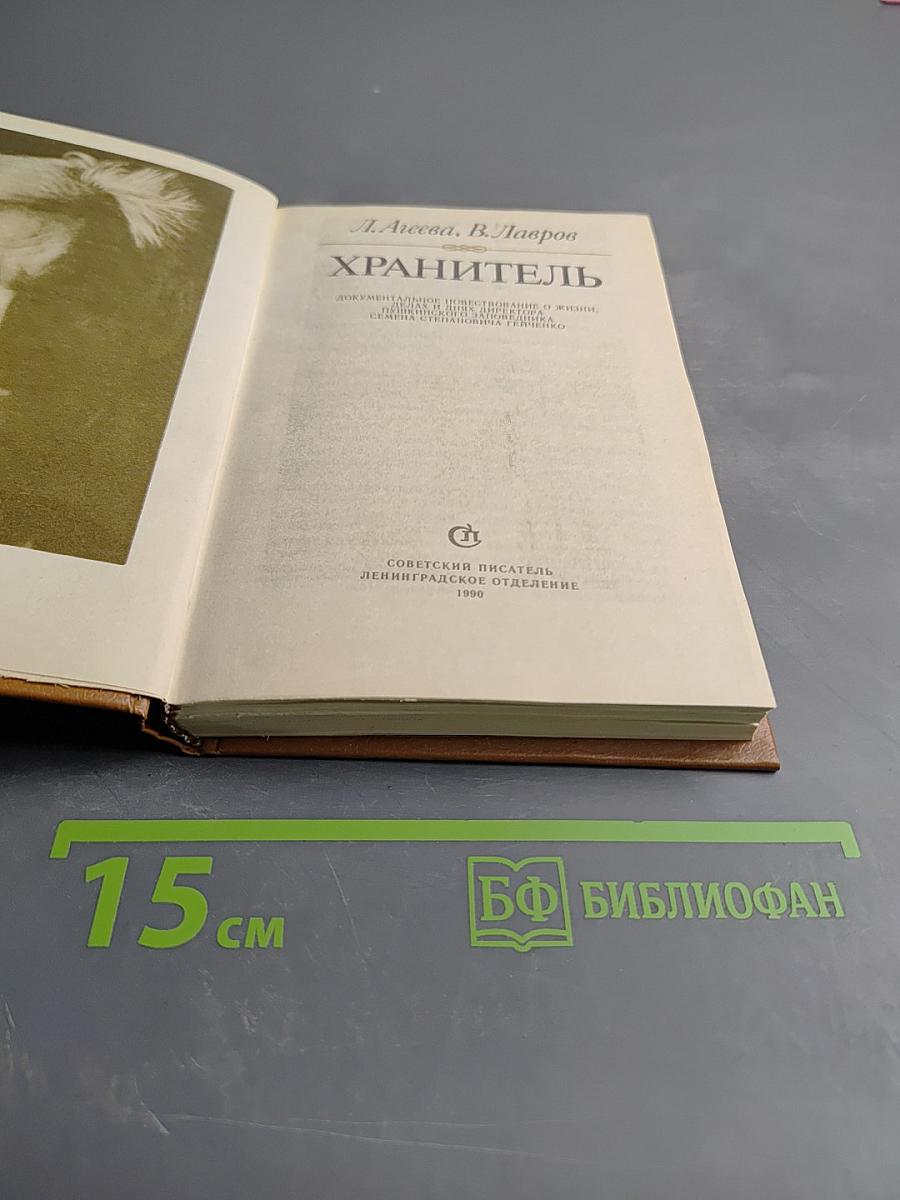 Л. Агеева, В. Лавров
ХРАНИТЕЛЬ
ДОКУМЕНТАЛЬНОЕ ПОВЕСТВОВАНИЕ О ЖИЗНИ,
ДЕЛАХ И ДНЯХ ДИРЕКТОРА
ПУШКИНСКОГО ЗАПОВЕДНИКА
СЕМЕНА СТЕПАНОВИЧА ГЕЙЧЕНКО
СП
СОВЕТСКИЙ ПИСАТЕЛЬ
ЛЕНИНГРАДСКОЕ ОТДЕЛЕНИЕ
1990
15 см
БФ БИБЛИОФАН